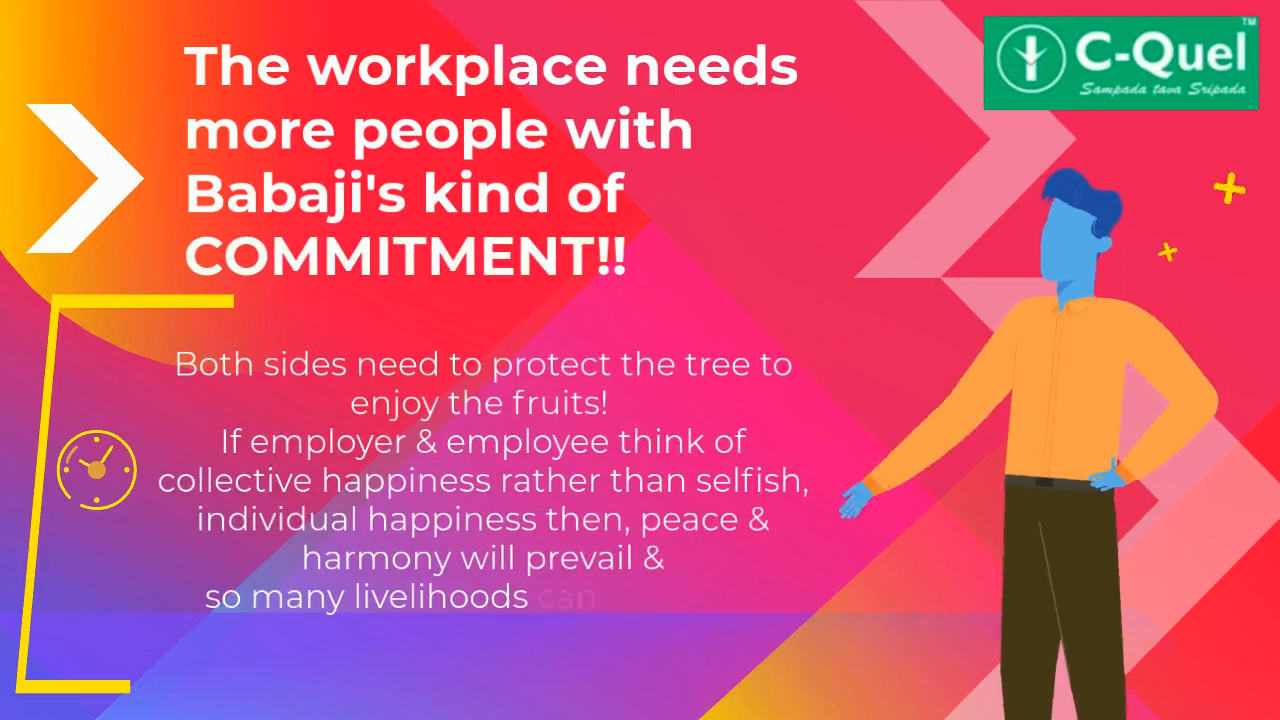 The workplace needs
more people with
Babaji's kind of
COMMITMENT!!
C-Quel
TM
Sampada tava Sripada
Both sides need to protect the tree to
enjoy the fruits!
If employer & employee think of
collective happiness rather than selfish,
individual happiness then, peace &
harmony will prevail &
so many livelihoods can